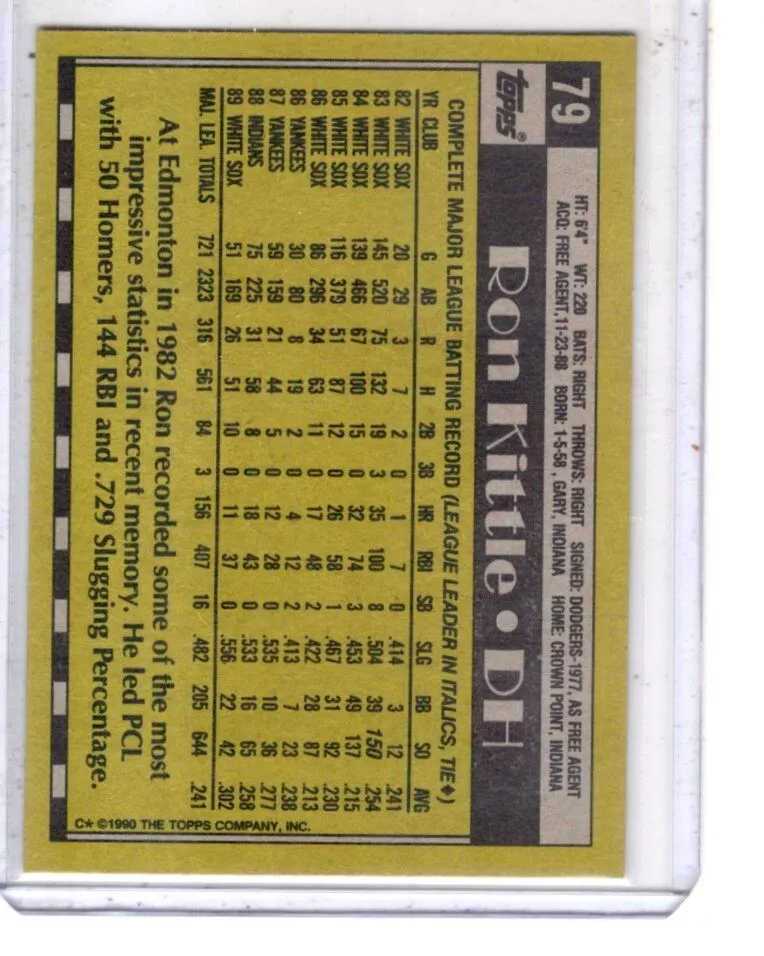 79
HT: 6'4" WT: 220 BATS: RIGHT THROWS: RIGHT SIGNED: DODGERS-1977, AS FREE AGENT
ACQ: FREE AGENT, 11-23-88 BORN: 1-5-58, GARY, INDIANA HOME: CROWN POINT, INDIANA
topps®
Ron Kittle • DH
COMPLETE MAJOR LEAGUE BATTING RECORD (LEAGUE LEADER IN ITALICS, TIE♦)
YR CLUB G AB R H 2B 3B HR RBI SB SLG BB SO AVG
82 WHITE SOX 20 29 3 7 2 0 1 7 0 .414 3 12 .241
83 WHITE SOX 145 520 75 132 19 3 35 100 8 .504 39 150 .254
84 WHITE SOX 139 466 67 100 15 0 32 74 3 .453 49 137 .215
85 WHITE SOX 116 379 51 87 12 0 26 58 1 .467 31 92 .230
86 WHITE SOX 86 296 34 63 11 0 17 48 2 .422 28 87 .213
86 YANKEES 30 80 8 19 2 0 4 12 2 .413 7 23 .238
87 YANKEES 59 159 21 44 5 0 12 28 0 .535 10 36 .277
88 INDIANS 75 225 31 58 8 0 18 43 0 .533 16 65 .258
89 WHITE SOX 51 169 26 51 10 0 11 37 0 .556 22 42 .302
MAJ. LEA. TOTALS 721 2323 316 561 84 3 156 407 16 .482 205 644 .241
At Edmonton in 1982 Ron recorded some of the most
impressive statistics in recent memory. He led PCL
with 50 Homers, 144 RBI and .729 Slugging Percentage.
C* ©1990 THE TOPPS COMPANY, INC.